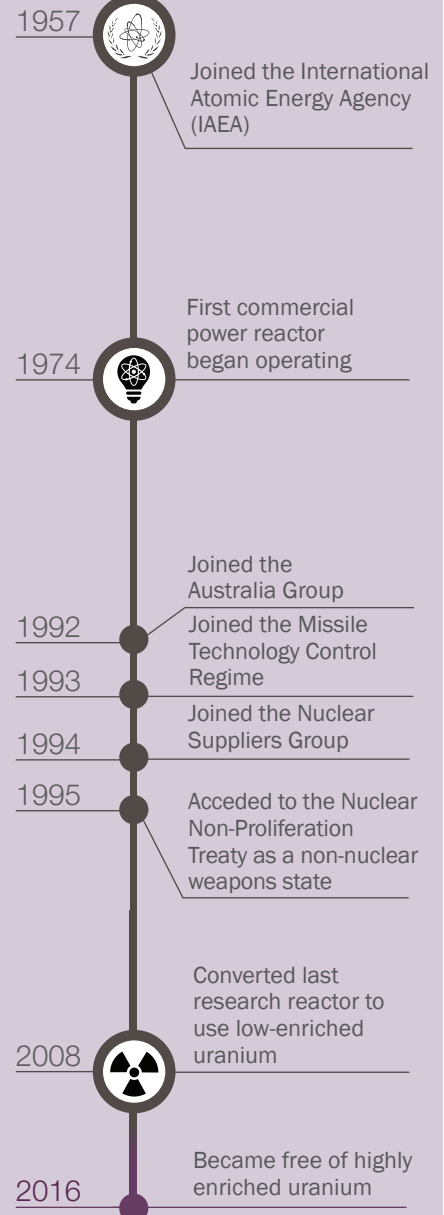 1957
Joined the International
Atomic Energy Agency
(IAEA)
1974
First commercial
power reactor
began operating
1992
Joined the
Australia Group
1993
Joined the Missile
Technology Control
Regime
1994
Joined the Nuclear
Suppliers Group
1995
Acceded to the Nuclear
Non-Proliferation
Treaty as a non-nuclear
weapons state
2008
Converted last
research reactor to
use low-enriched
uranium
2016
Became free of highly
enriched uranium